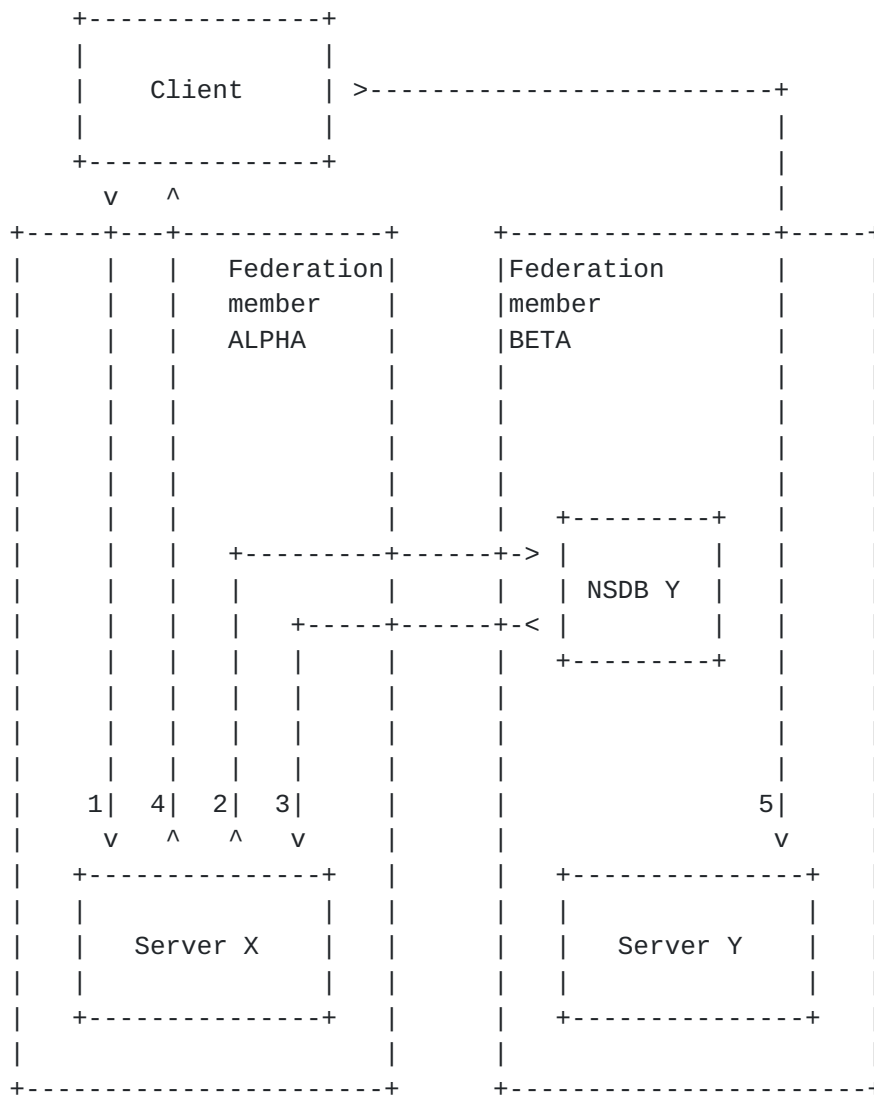 Client
Federation
member
ALPHA
Federation
member
BETA
NSDB Y
1
4
2
3
5
Server X
Server Y